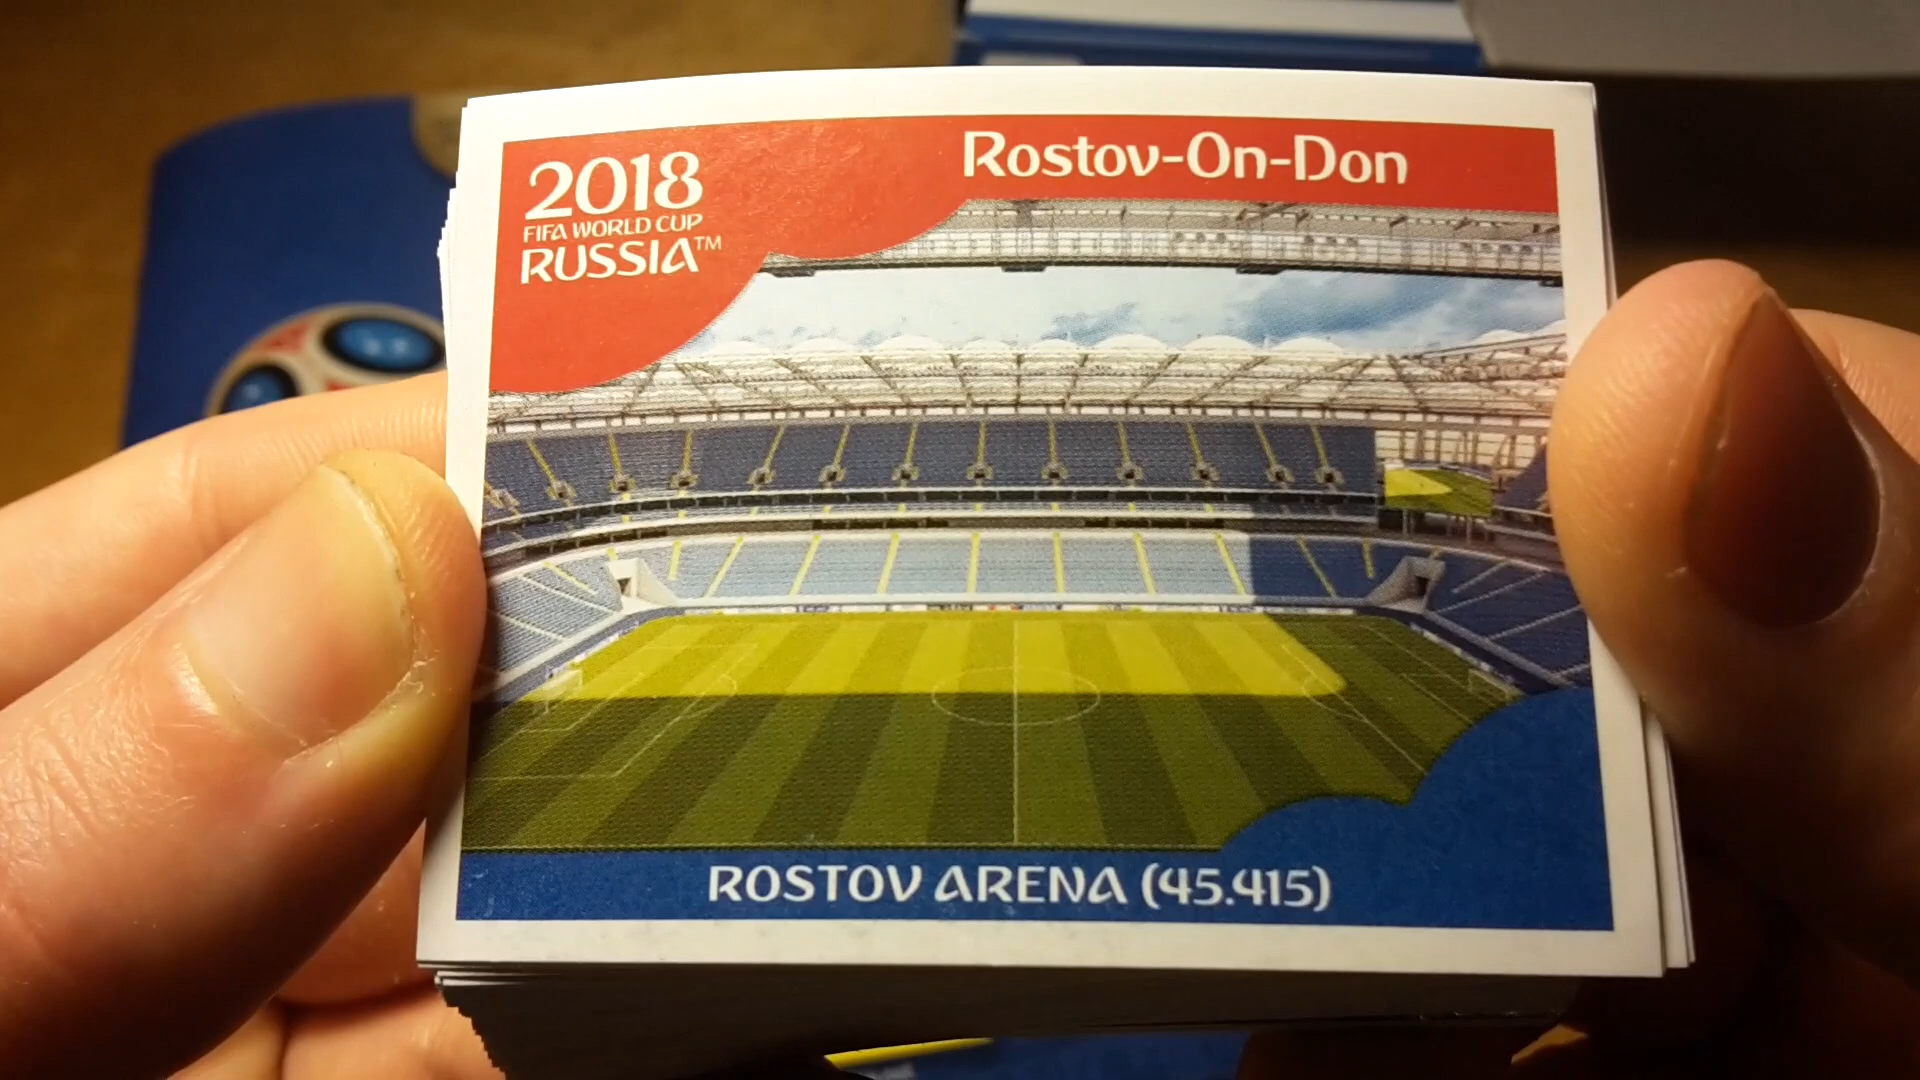 2018
FIFA WORLD CUP
RUSSIA™
Rostov-On-Don
ROSTOV ARENA (45.415)